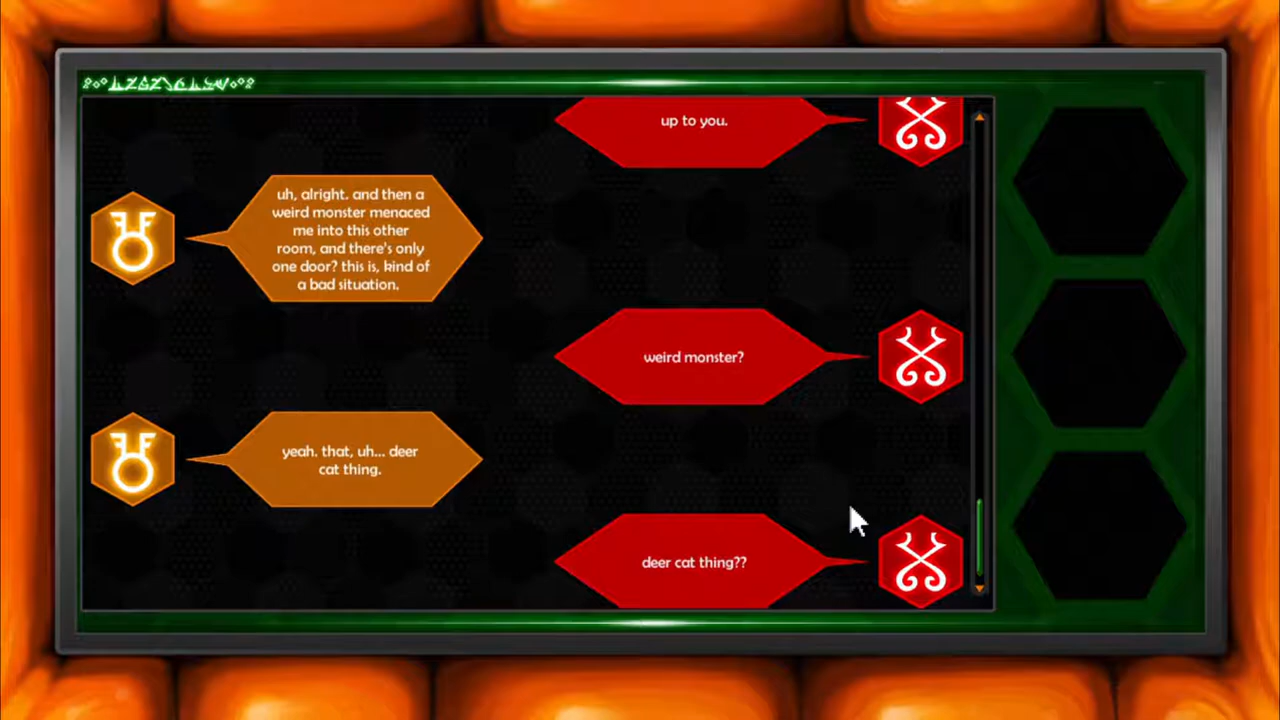 up to you.
uh, alright. and then a
weird monster menaced
me into this other
room, and there's only
one door? this is, kind of
a bad situation.
weird monster?
yeah. that, uh... deer
cat thing.
deer cat thing??